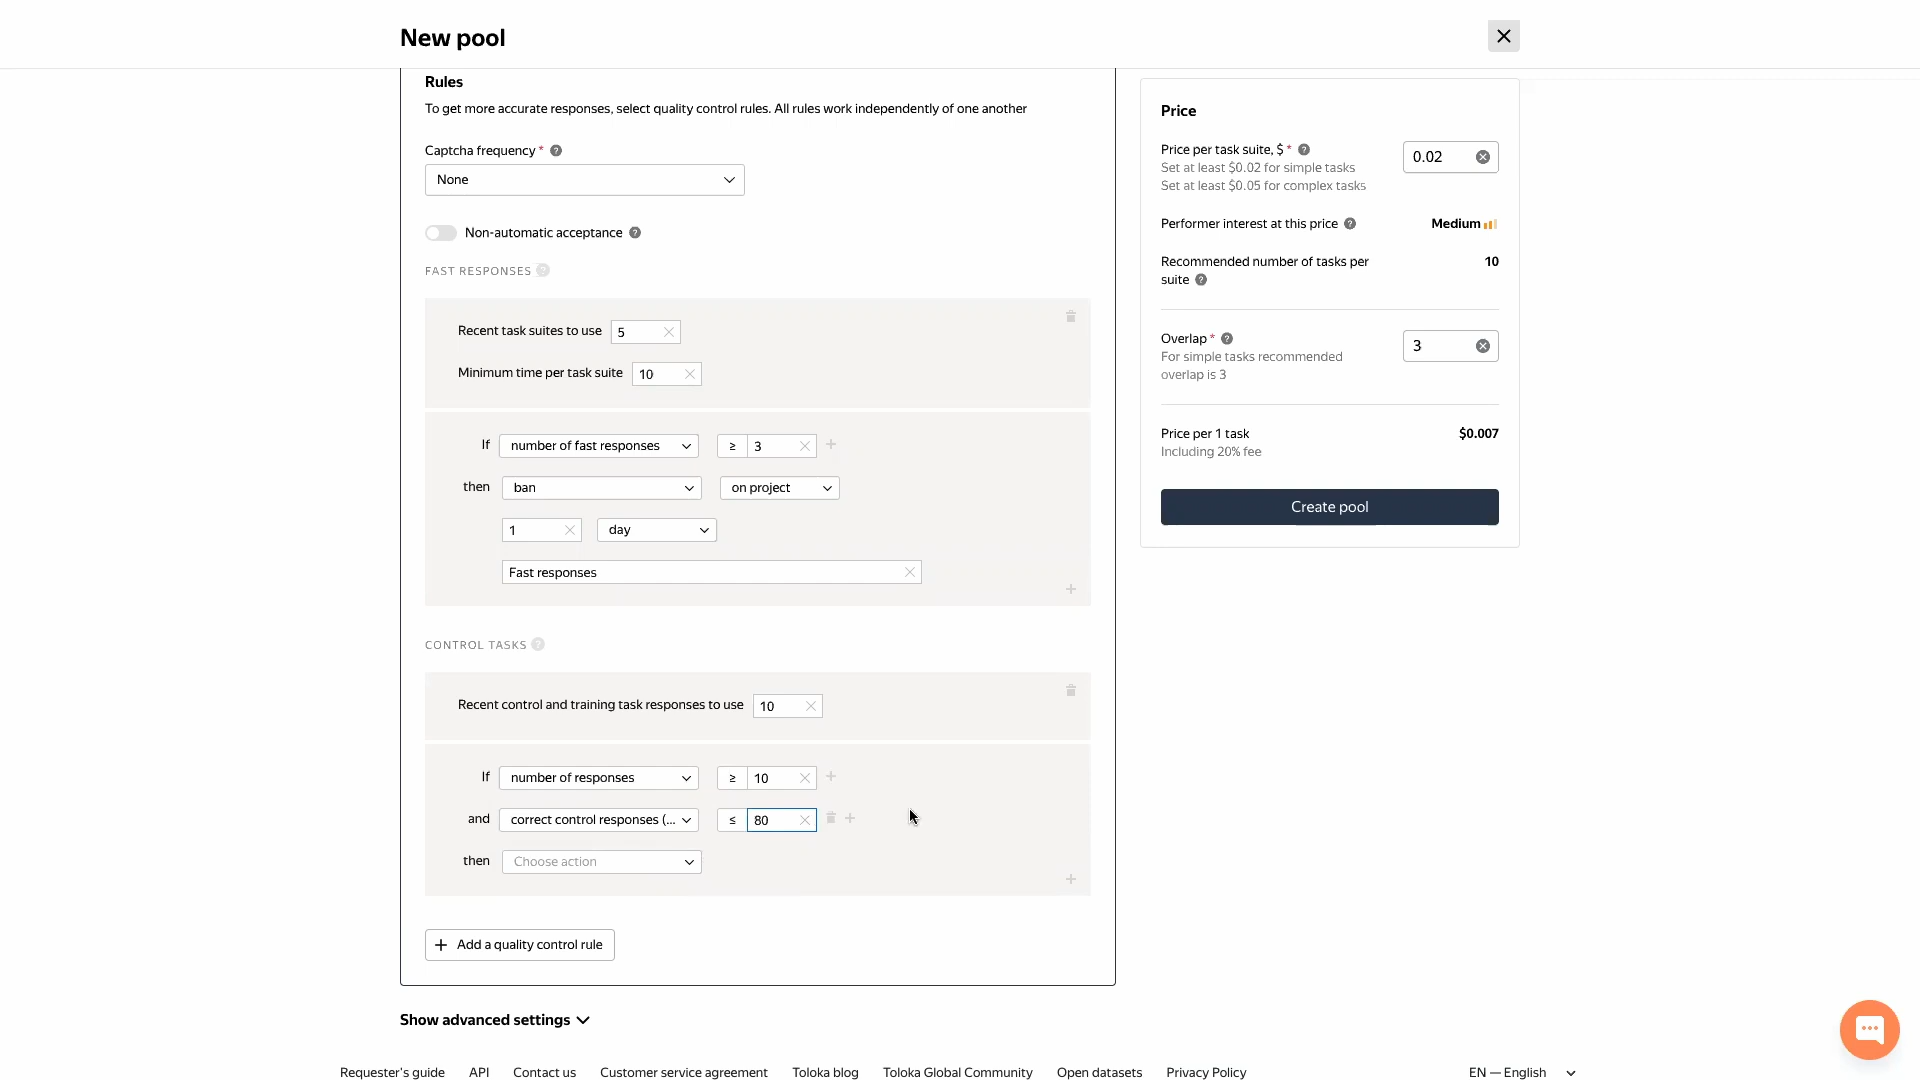 New pool
Rules
To get more accurate responses, select quality control rules. All rules work independently of one another
Captcha frequency *
None
Non-automatic acceptance
FAST RESPONSES
Recent task suites to use 5
Minimum time per task suite 10
If number of fast responses ≥ 3
then ban on project
1 day
Fast responses
CONTROL TASKS
Recent control and training task responses to use 10
If number of responses ≥ 10
and correct control responses (... ≤ 80
then Choose action
Add a quality control rule
Show advanced settings
Price
Price per task suite, $ * 0.02
Set at least $0.02 for simple tasks
Set at least $0.05 for complex tasks
Performer interest at this price Medium
Recommended number of tasks per 10
suite
Overlap * 3
For simple tasks recommended
overlap is 3
Price per 1 task $0.007
Including 20% fee
Create pool
Requester's guide API Contact us Customer service agreement Toloka blog Toloka Global Community Open datasets Privacy Policy EN — English